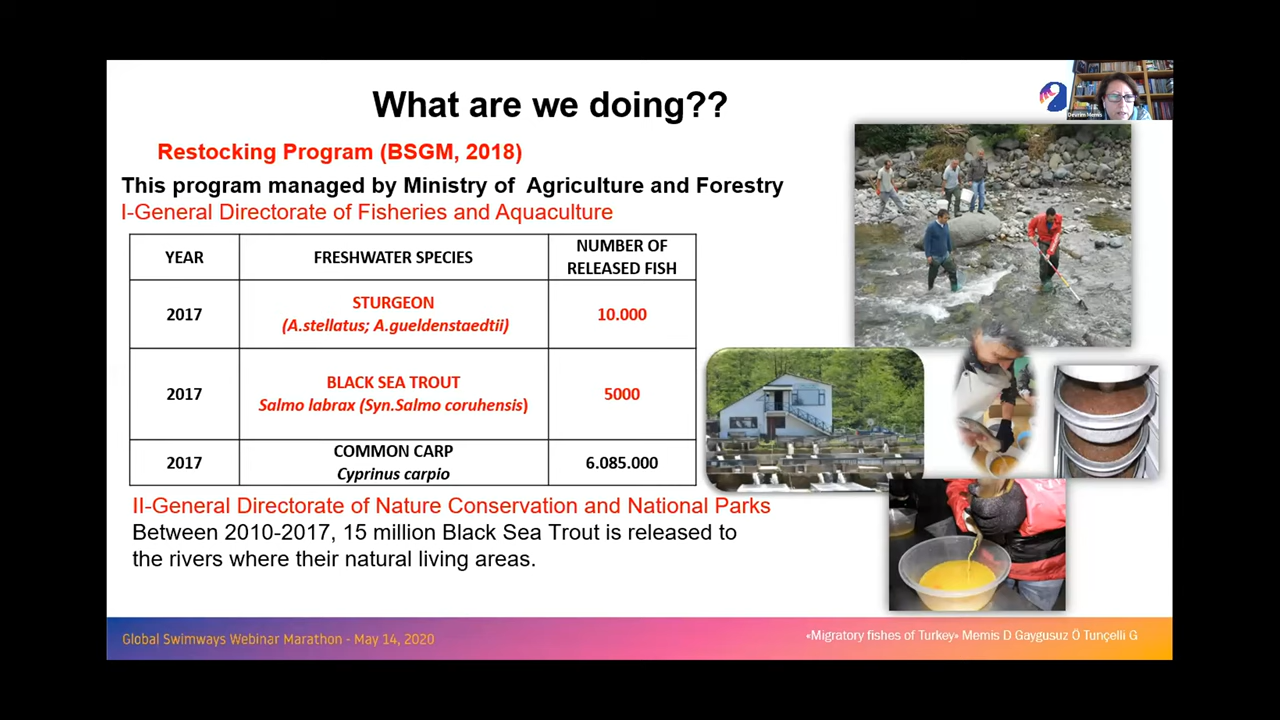 What are we doing??
Devrim Memis
Restocking Program (BSGM, 2018)
This program managed by Ministry of Agriculture and Forestry
I-General Directorate of Fisheries and Aquaculture
YEAR
FRESHWATER SPECIES
NUMBER OF
RELEASED FISH
2017
STURGEON
(A.stellatus; A.gueldenstaedtii)
10.000
2017
BLACK SEA TROUT
Salmo labrax (Syn.Salmo coruhensis)
5000
2017
COMMON CARP
Cyprinus carpio
6.085.000
II-General Directorate of Nature Conservation and National Parks
Between 2010-2017, 15 million Black Sea Trout is released to
the rivers where their natural living areas.
Global Swimways Webinar Marathon - May 14, 2020
«Migratory fishes of Turkey» Memis D Gaygusuz Ö Tunçelli G